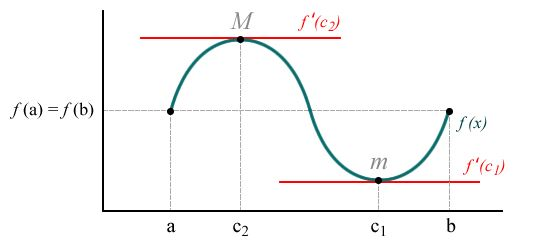 M
f'(c₂)
f(a) = f(b)
f(x)
m
f'(c₁)
a c₂ c₁ b